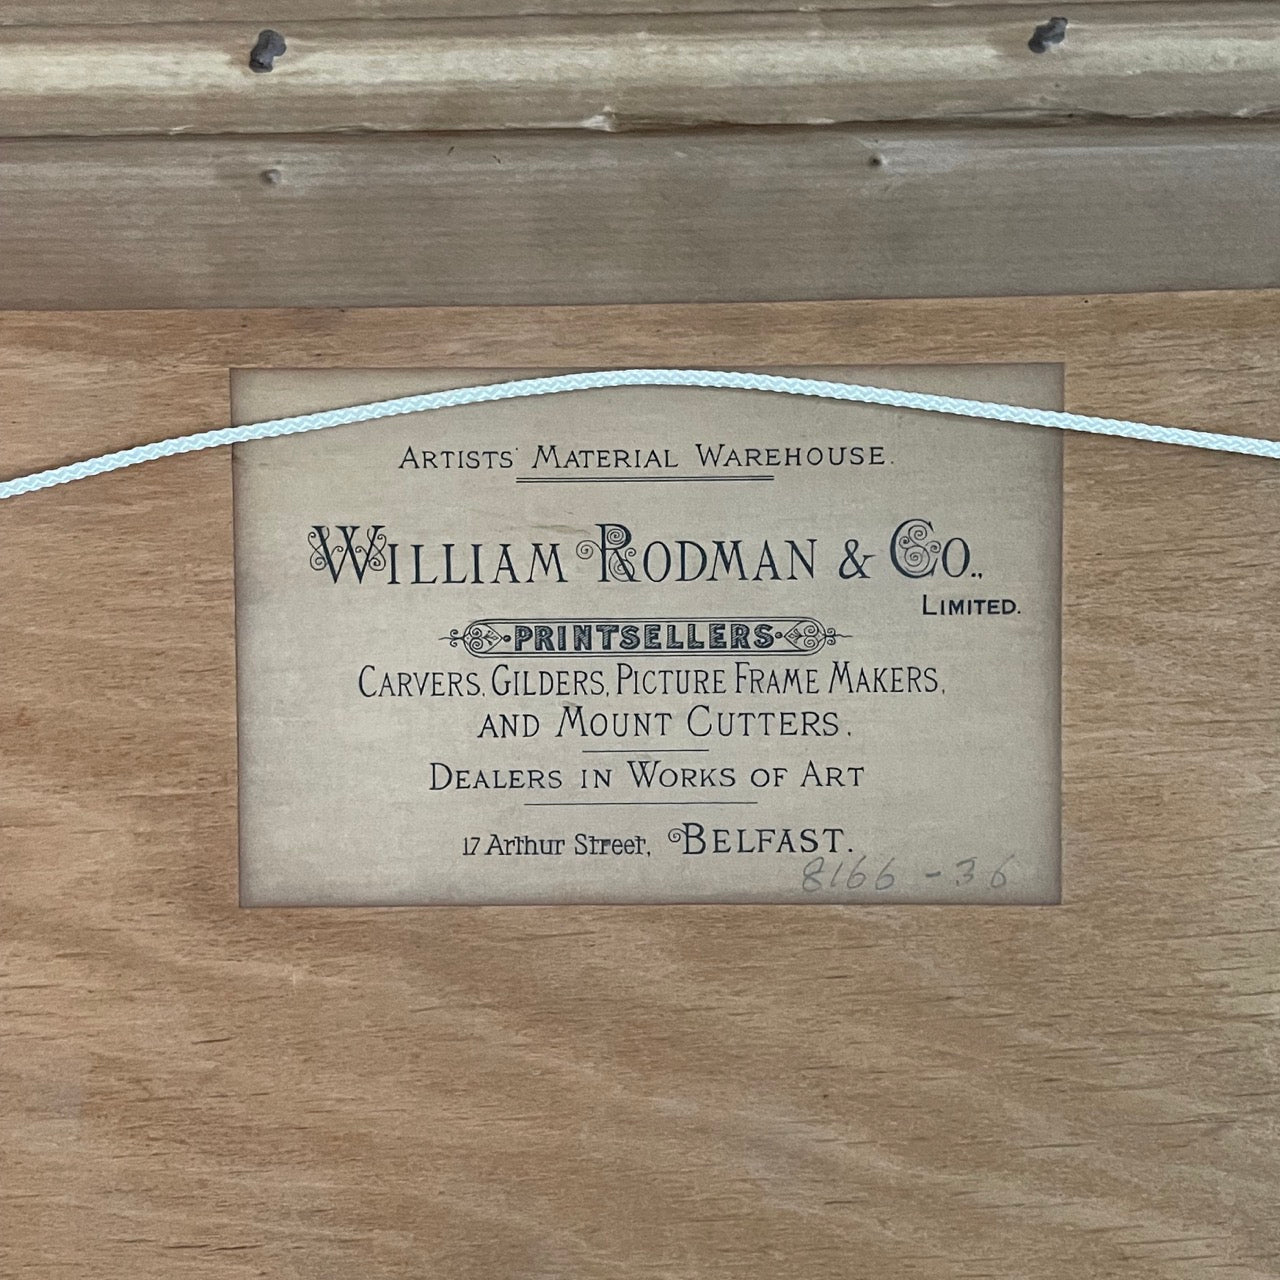 ARTISTS' MATERIAL WAREHOUSE.
WILLIAM RODMAN & CO.,
LIMITED.
PRINTSELLERS
CARVERS, GILDERS, PICTURE FRAME MAKERS,
AND MOUNT CUTTERS,
DEALERS IN WORKS OF ART
17 Arthur Street, BELFAST.
8166-36